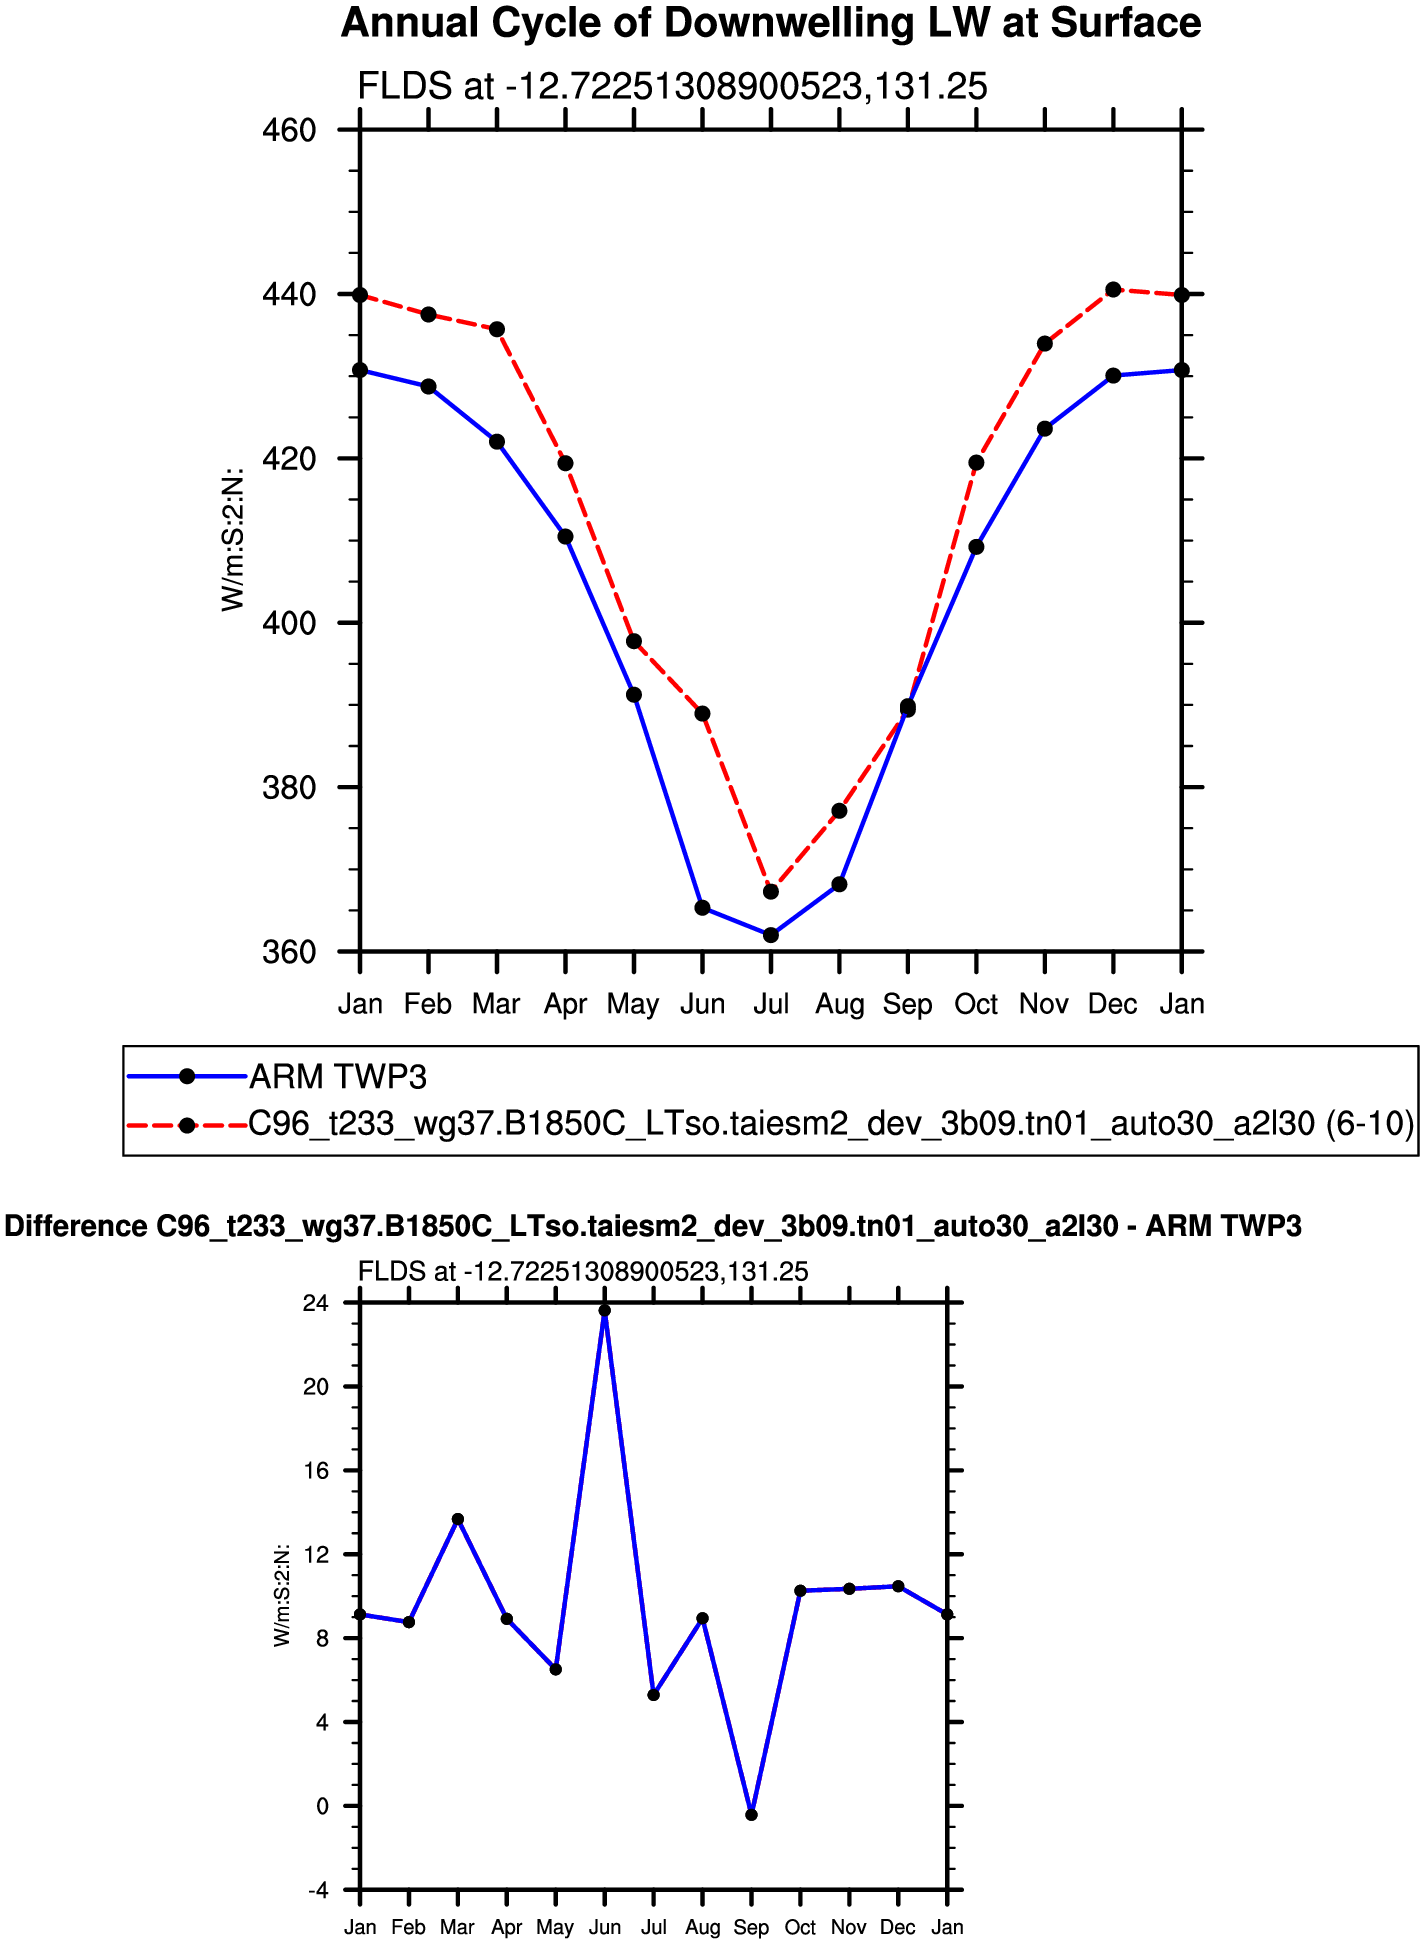 Annual Cycle of Downwelling LW at Surface
FLDS at -12.72251308900523,131.25
460
440
420
400
380
360
W/m:S:2:N:
Jan Feb Mar Apr May Jun Jul Aug Sep Oct Nov Dec Jan
ARM TWP3
C96_t233_wg37.B1850C_LTso.taiesm2_dev_3b09.tn01_auto30_a2l30 (6-10)
Difference C96_t233_wg37.B1850C_LTso.taiesm2_dev_3b09.tn01_auto30_a2l30 - ARM TWP3
FLDS at -12.72251308900523,131.25
24
20
16
12
8
4
0
-4
W/m:S:2:N:
Jan Feb Mar Apr May Jun Jul Aug Sep Oct Nov Dec Jan